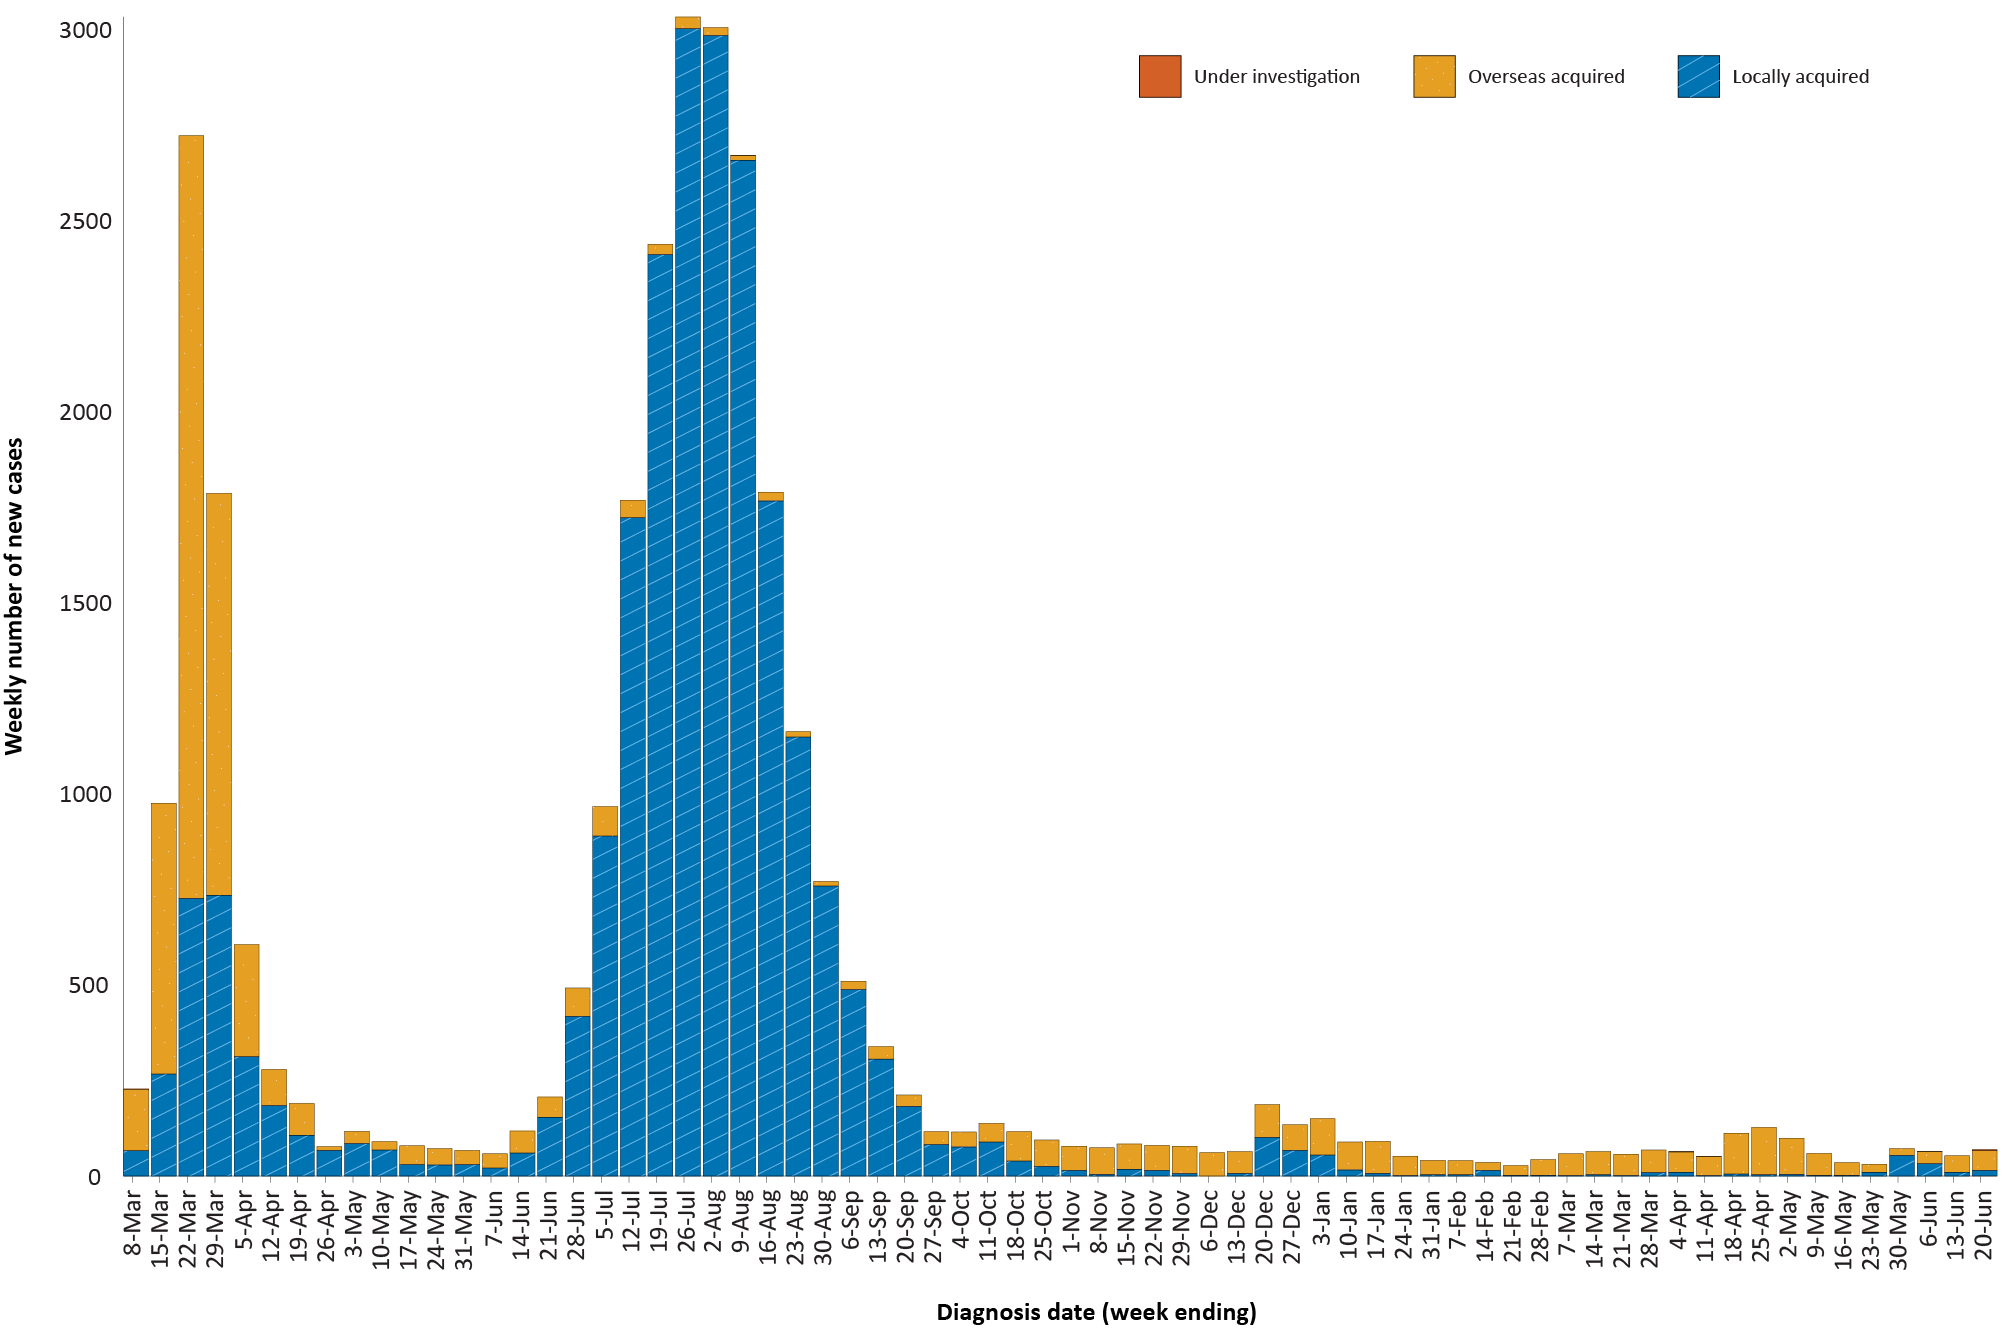 3000
2500
2000
1500
1000
500
0
Weekly number of new cases
Under investigation
Overseas acquired
Locally acquired
8-Mar
15-Mar
22-Mar
29-Mar
5-Apr
12-Apr
19-Apr
26-Apr
3-May
10-May
17-May
24-May
31-May
7-Jun
14-Jun
21-Jun
28-Jun
5-Jul
12-Jul
19-Jul
26-Jul
2-Aug
9-Aug
16-Aug
23-Aug
30-Aug
6-Sep
13-Sep
20-Sep
27-Sep
4-Oct
11-Oct
18-Oct
25-Oct
1-Nov
8-Nov
15-Nov
22-Nov
29-Nov
6-Dec
13-Dec
20-Dec
27-Dec
3-Jan
10-Jan
17-Jan
24-Jan
31-Jan
7-Feb
14-Feb
21-Feb
28-Feb
7-Mar
14-Mar
21-Mar
28-Mar
4-Apr
11-Apr
18-Apr
25-Apr
2-May
9-May
16-May
23-May
30-May
6-Jun
13-Jun
20-Jun
Diagnosis date (week ending)